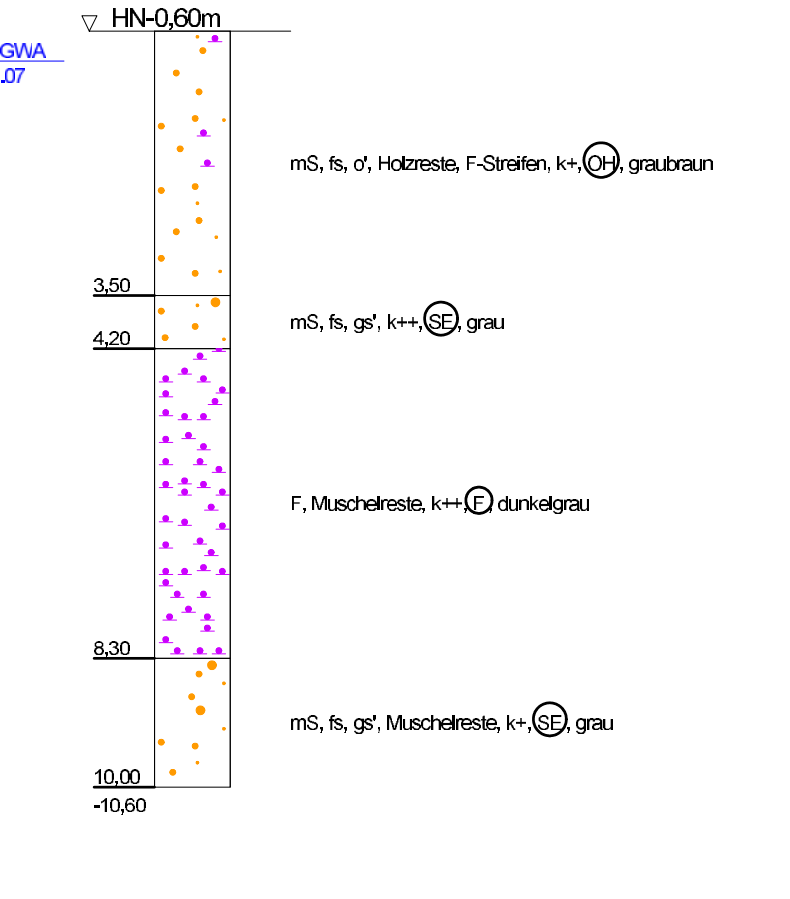 HN-0,60m
GWA
.07
mS, fs, o', Holzreste, F-Streifen, k+, OH, graubraun
3,50
mS, fs, gs', k++, SE, grau
4,20
F, Muschelreste, k++, F, dunkelgrau
8,30
mS, fs, gs', Muschelreste, k+, SE, grau
10,00
-10,60